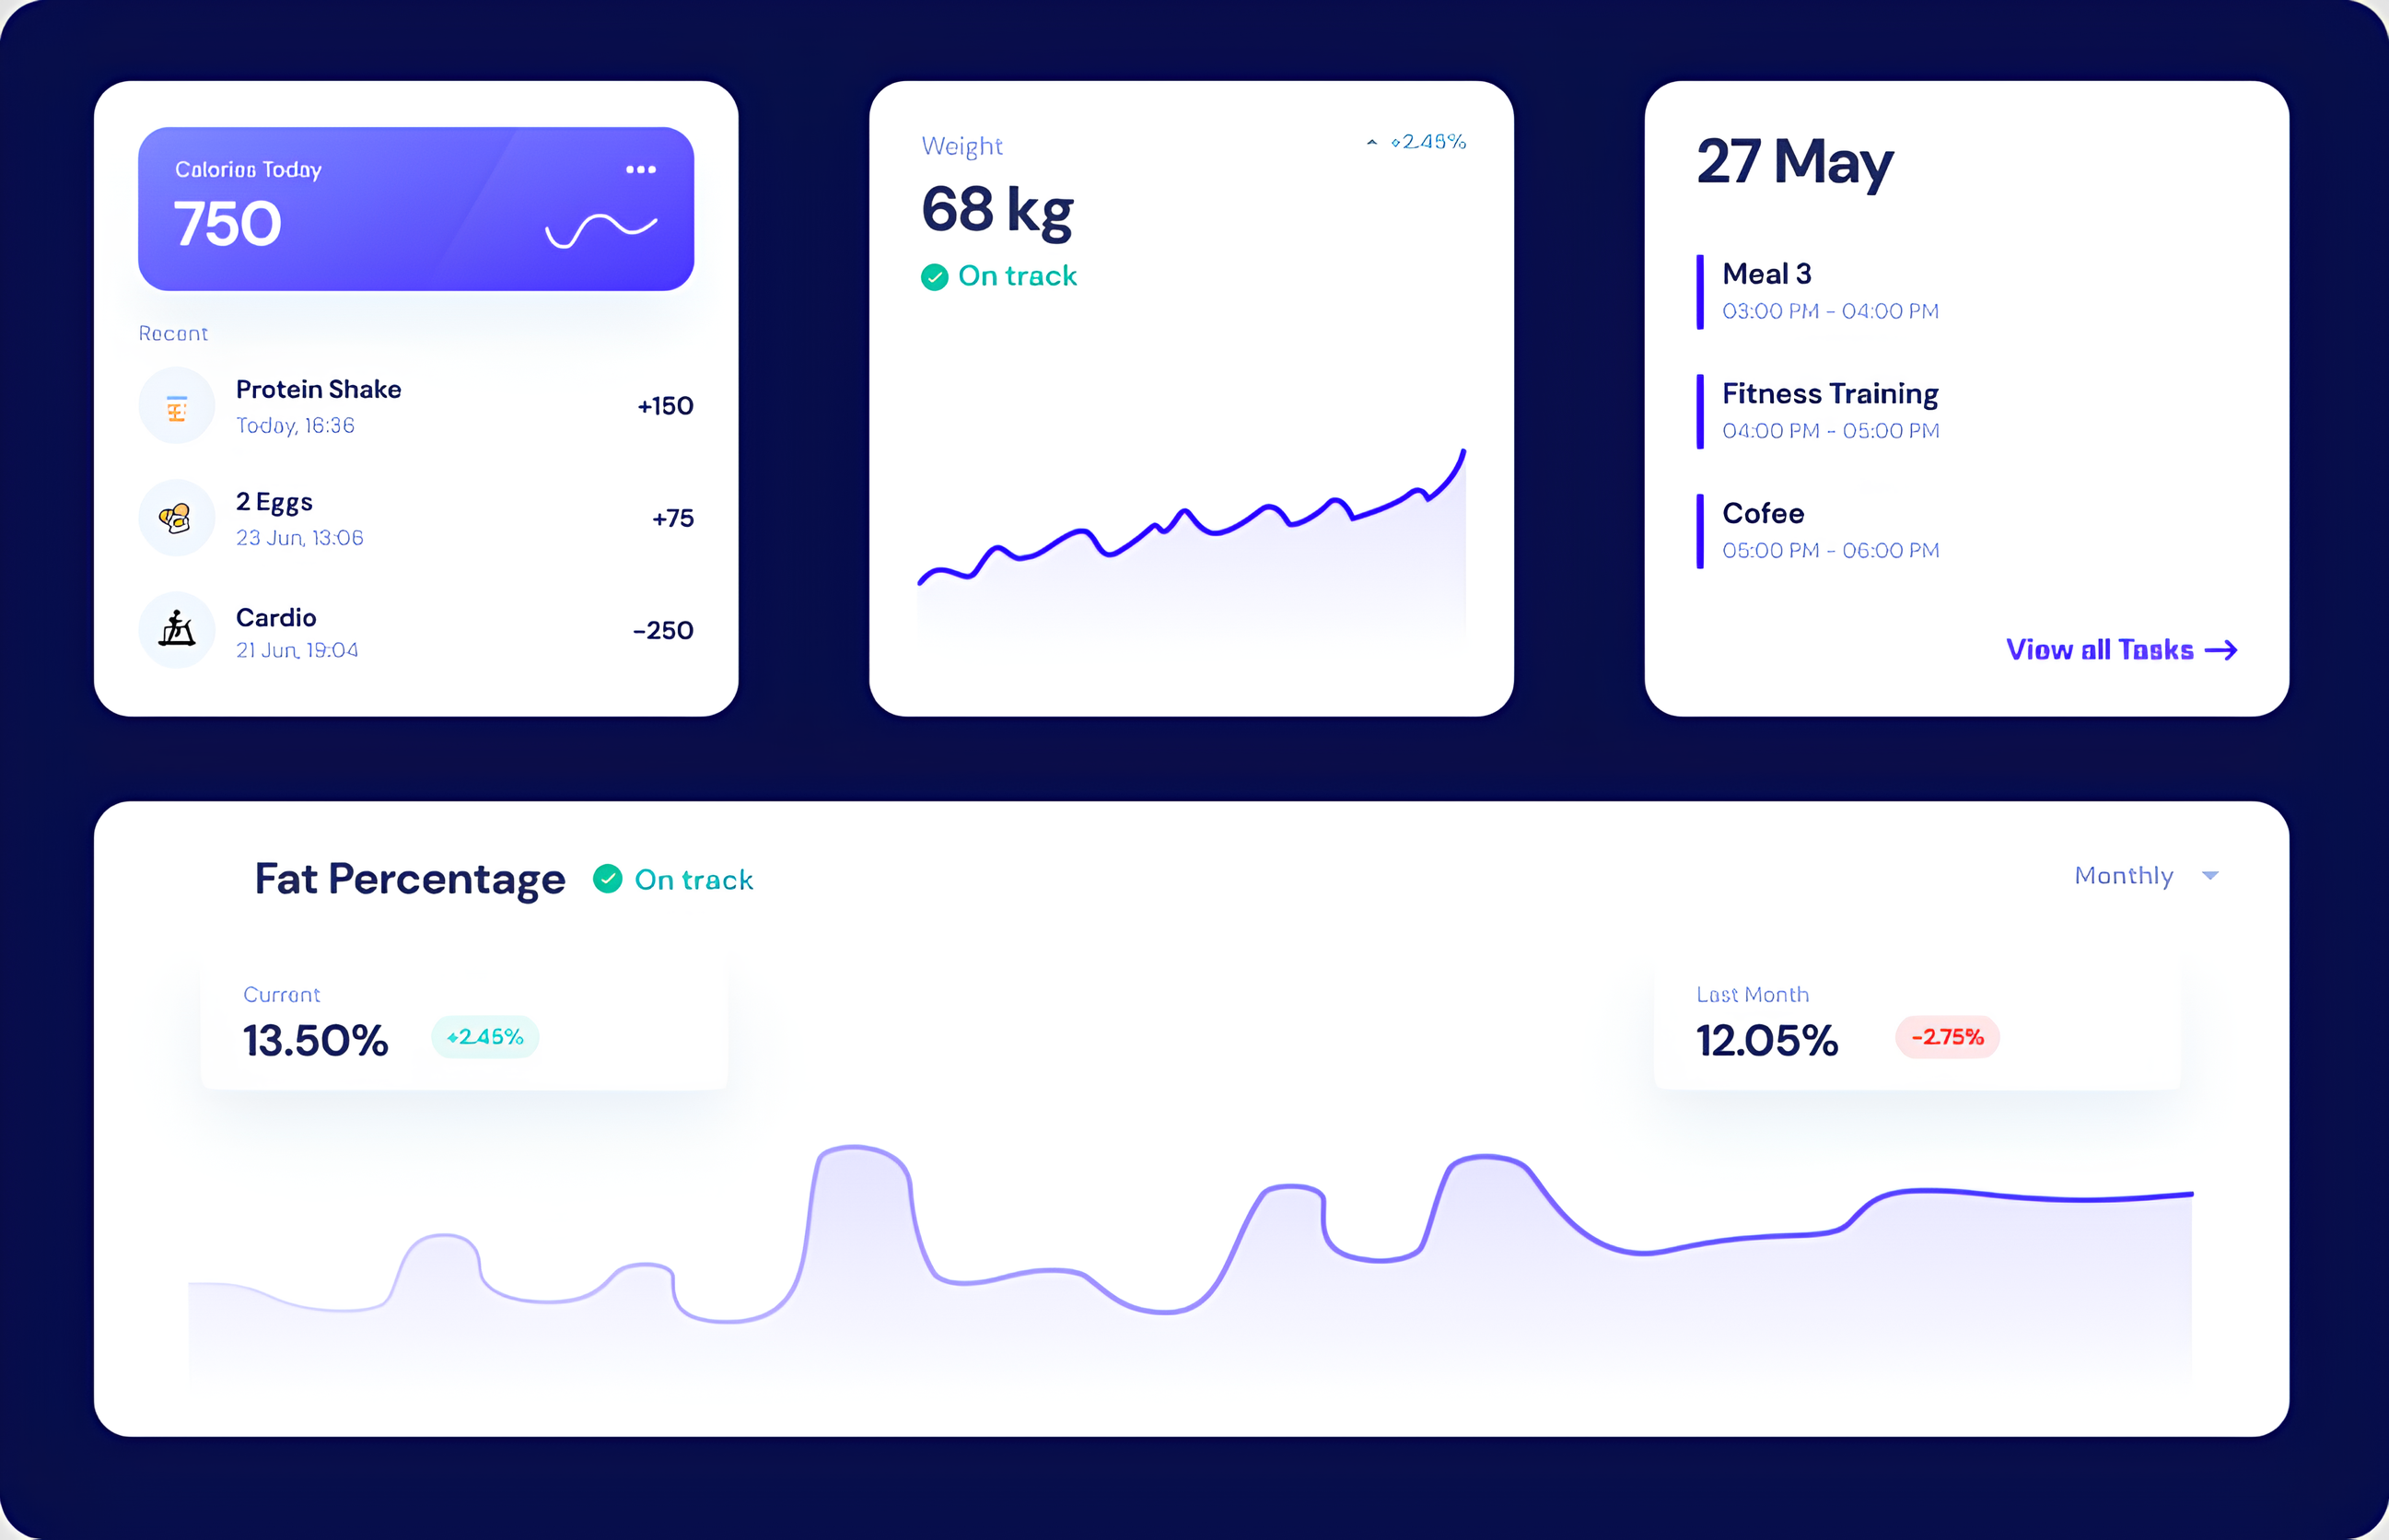 Calories Today
750
Recent
Protein Shake
+150
Today, 16:36
2 Eggs
+75
23 Jun, 13:06
Cardio
-250
21 Jun, 19:04
Weight
+2.45%
68 kg
On track
27 May
Meal 3
03:00 PM - 04:00 PM
Fitness Training
04:00 PM - 05:00 PM
Cofee
05:00 PM - 06:00 PM
View all Tasks →
Fat Percentage
On track
Monthly
Current
13.50%
+2.45%
Last Month
12.05%
-2.75%